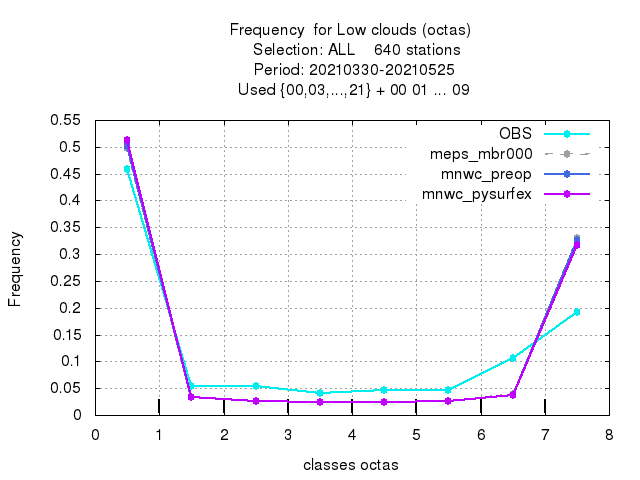 Frequency  for Low clouds (octas)
Selection: ALL    640 stations
Period: 20210330-20210525
Used {00,03,...,21} + 00 01 ... 09
OBS
meps_mbr000
mnwc_preop
mnwc_pysurfex
0.55
0.5
0.45
0.4
0.35
0.3
0.25
0.2
0.15
0.1
0.05
0
Frequency
0 1 2 3 4 5 6 7 8
classes octas